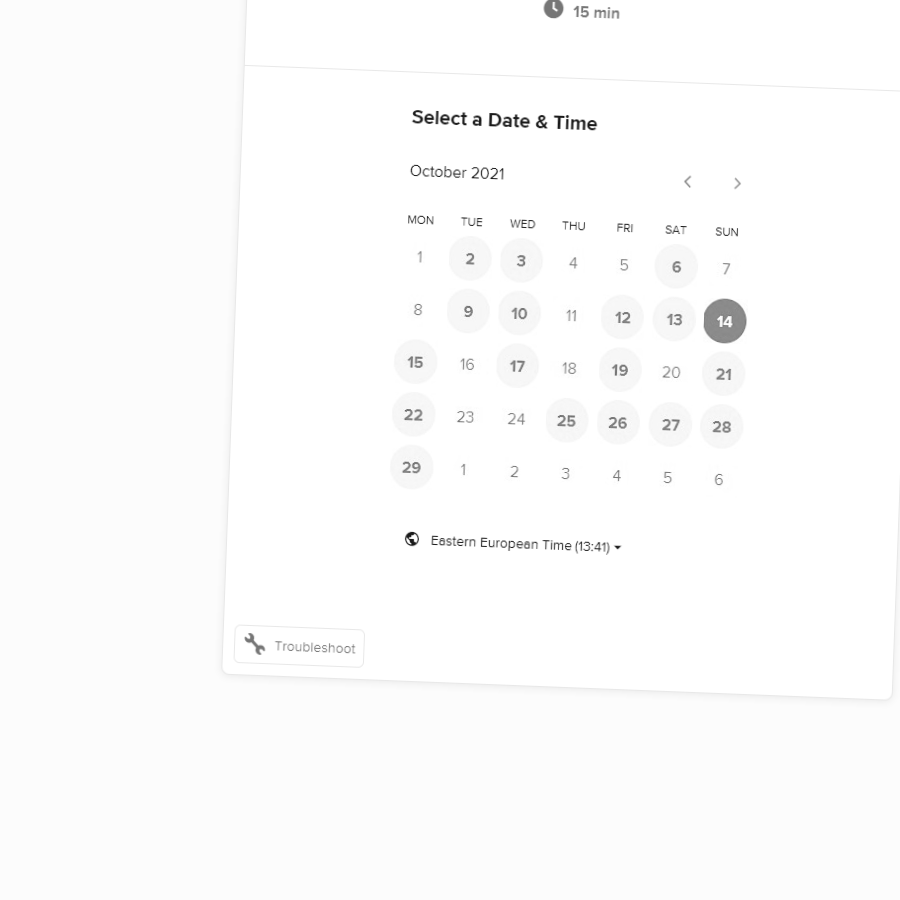 15 min
Select a Date & Time
October 2021
MON TUE WED THU FRI SAT SUN
1 2 3 4 5 6 7
8 9 10 11 12 13 14
15 16 17 18 19 20 21
22 23 24 25 26 27 28
29 1 2 3 4 5 6
Eastern European Time (13:41)
Troubleshoot